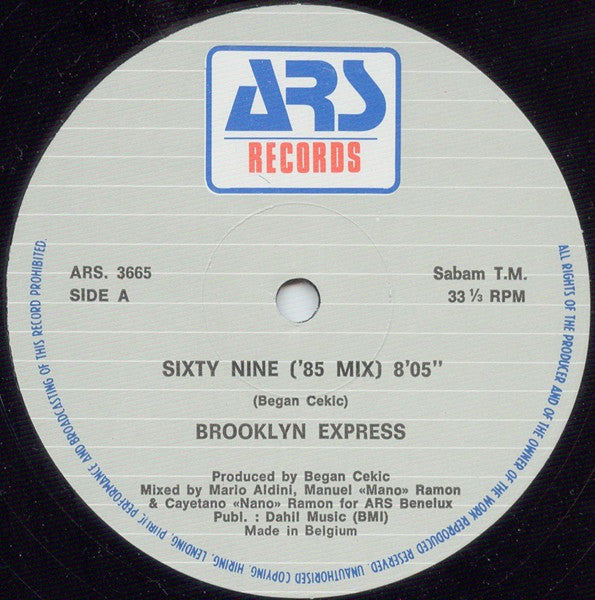 ARS
RECORDS
ARS. 3665
SIDE A
Sabam T.M.
33 ⅓ RPM
SIXTY NINE ('85 MIX) 8'05"
(Began Cekic)
BROOKLYN EXPRESS
Produced by Began Cekic
Mixed by Mario Aldini, Manuel «Mano» Ramon
& Cayetano «Nano» Ramon for ARS Benelux
Publ. : Dahil Music (BMI)
Made in Belgium
ALL RIGHTS OF THE PRODUCER AND OF THE OWNER OF THE WORK REPRODUCED RESERVED. UNAUTHORISED COPYING, HIRING, LENDING, PUBLIC PERFORMANCE AND BROADCASTING OF THIS RECORD PROHIBITED.